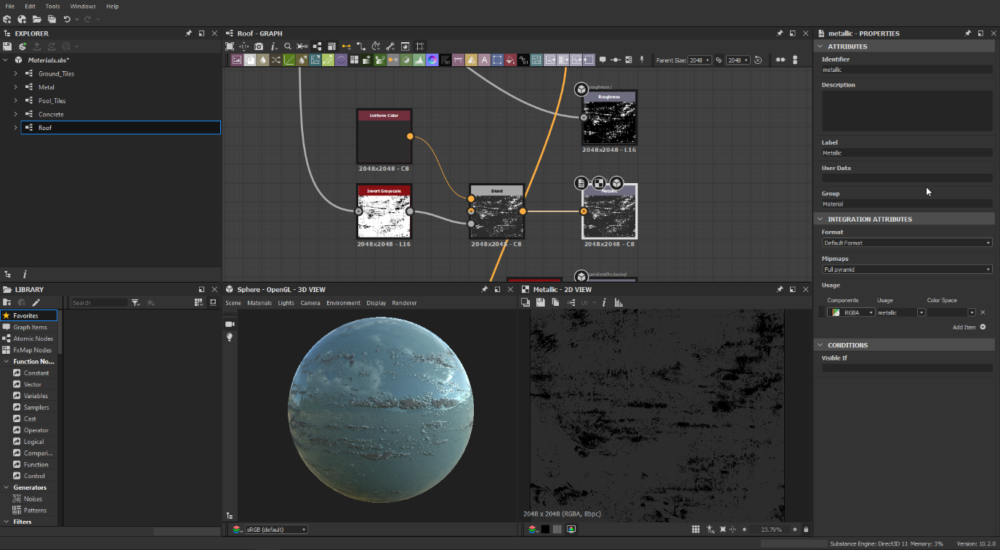 File Edit Tools Windows Help
EXPLORER
Materials.sbs*
Ground_Tiles
Metal
Pool_Tiles
Concrete
Roof
LIBRARY
Search
Favorites
Graph Items
Atomic Nodes
FxMap Nodes
Function No...
Constant
Vector
Variables
Samplers
Cast
Operator
Logical
Compari...
Function
Control
Generators
Noises
Patterns
Filters
Roof - GRAPH
Parent Size: 2048 2048
(roughness)
Roughness
2048x2048 - L16
Uniform Color
2048x2048 - C8
Invert Grayscale
2048x2048 - L16
Blend
2048x2048 - C8
Metallic
2048x2048 - C8
(ambientOcclusion)
Sphere - OpenGL - 3D VIEW
Scene Materials Lights Camera Environment Display Renderer
sRGB (default)
Metallic - 2D VIEW
UV
2048 x 2048 (RGBA, 8bpc)
23.79%
metallic - PROPERTIES
ATTRIBUTES
Identifier
metallic
Description
Label
Metallic
User Data
Group
Material
INTEGRATION ATTRIBUTES
Format
Default Format
Mipmaps
Full pyramid
Usage
Components Usage Color Space
RGBA metallic
Add Item
CONDITIONS
Visible If
Substance Engine: Direct3D 11 Memory: 3% Version: 10.2.0